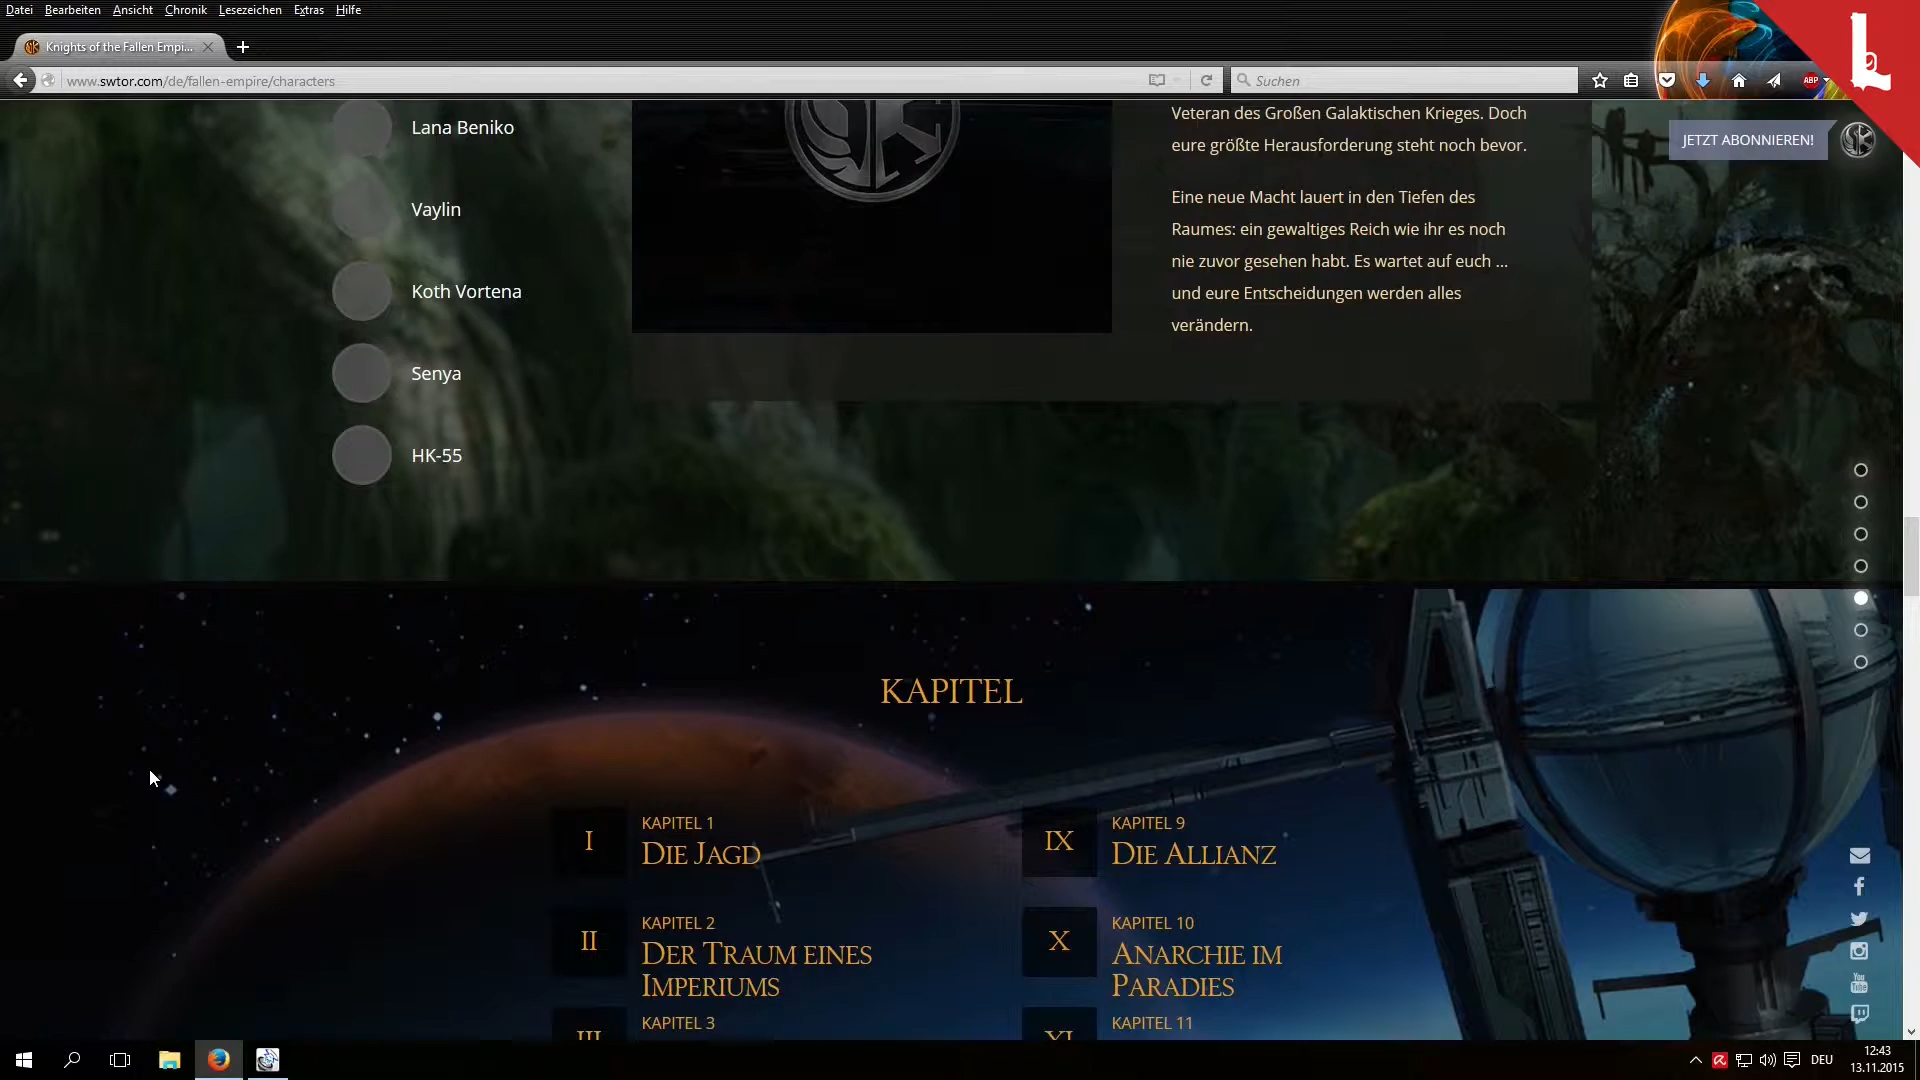 Datei Bearbeiten Ansicht Chronik Lesezeichen Extras Hilfe
Knights of the Fallen Empi...
www.swtor.com/de/fallen-empire/characters
Suchen
ABP
JETZT ABONNIEREN!
Lana Beniko
Vaylin
Koth Vortena
Senya
HK-55
Veteran des Großen Galaktischen Krieges. Doch
eure größte Herausforderung steht noch bevor.
Eine neue Macht lauert in den Tiefen des
Raumes: ein gewaltiges Reich wie ihr es noch
nie zuvor gesehen habt. Es wartet auf euch ...
und eure Entscheidungen werden alles
verändern.
KAPITEL
I
KAPITEL 1
DIE JAGD
II
KAPITEL 2
DER TRAUM EINES
IMPERIUMS
III
KAPITEL 3
IX
KAPITEL 9
DIE ALLIANZ
X
KAPITEL 10
ANARCHIE IM
PARADIES
XI
KAPITEL 11
You
Tube
DEU
12:43
13.11.2015